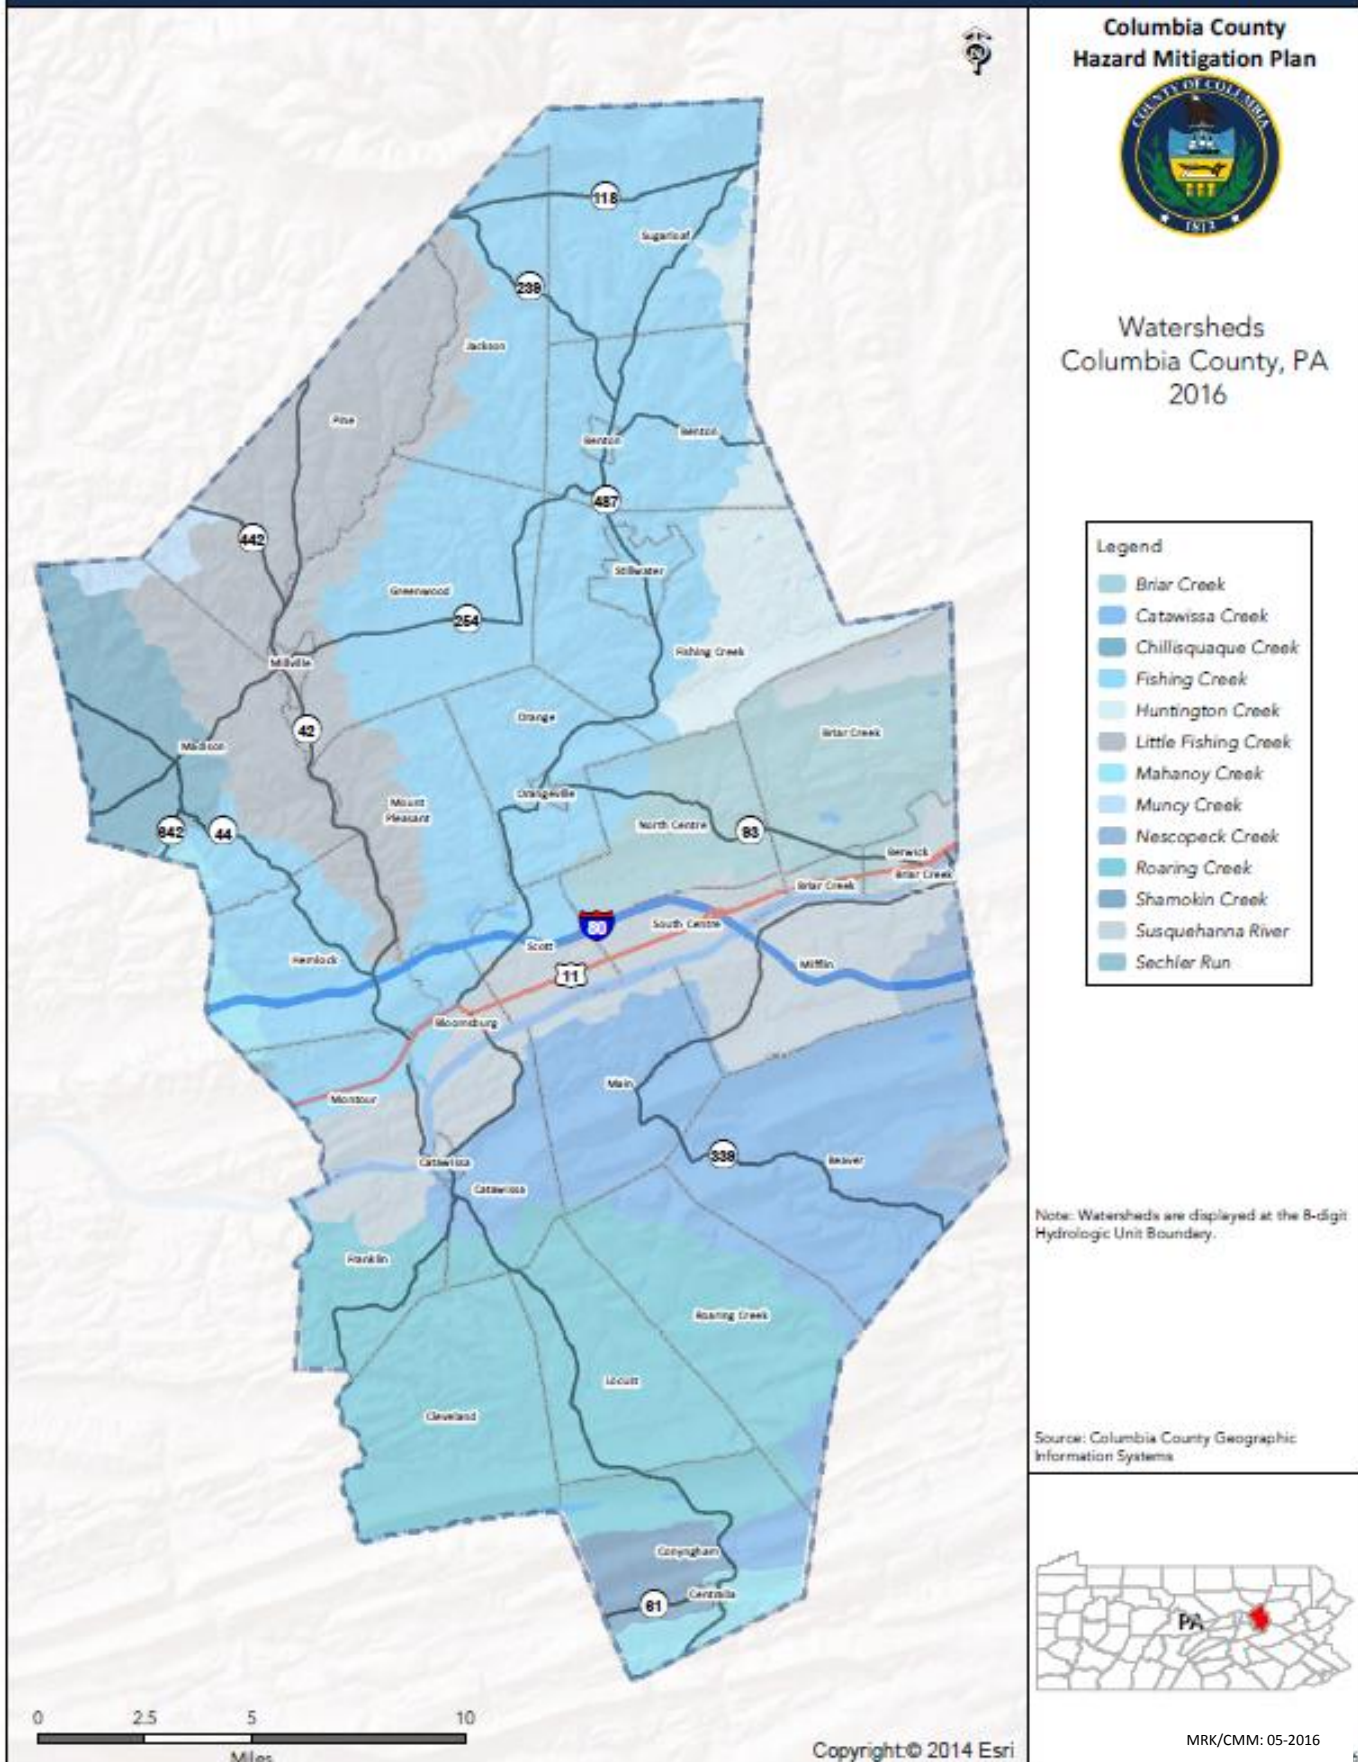 Columbia County
Hazard Mitigation Plan
COUNTY OF COLUMBIA
1813
Watersheds
Columbia County, PA
2016
Legend
Briar Creek
Catawissa Creek
Chillisquaque Creek
Fishing Creek
Huntington Creek
Little Fishing Creek
Mahanoy Creek
Muncy Creek
Nescopeck Creek
Roaring Creek
Shamokin Creek
Susquehanna River
Sechler Run
Note: Watersheds are displayed at the 8-digit
Hydrologic Unit Boundary.
Source: Columbia County Geographic
Information Systems
PA
MRK/CMM: 05-2016
N
118
Sugarloaf
239
Jackson
Pine
Benton
Benton
487
442
Stillwater
Greenwood
254
Fishing Creek
Millville
Orange
42
Briar Creek
Madison
Orangeville
Mount
Pleasant
North Centre
93
642
44
Berwick
Briar Creek
Briar Creek
80
South Centre
Scott
Hemlock
11
Mifflin
Bloomsburg
Main
Montour
339
Beaver
Catawissa
Catawissa
Franklin
Roaring Creek
Locust
Cleveland
Conyngham
Centralia
61
0
2.5
5
10
Miles
Copyright:© 2014 Esri